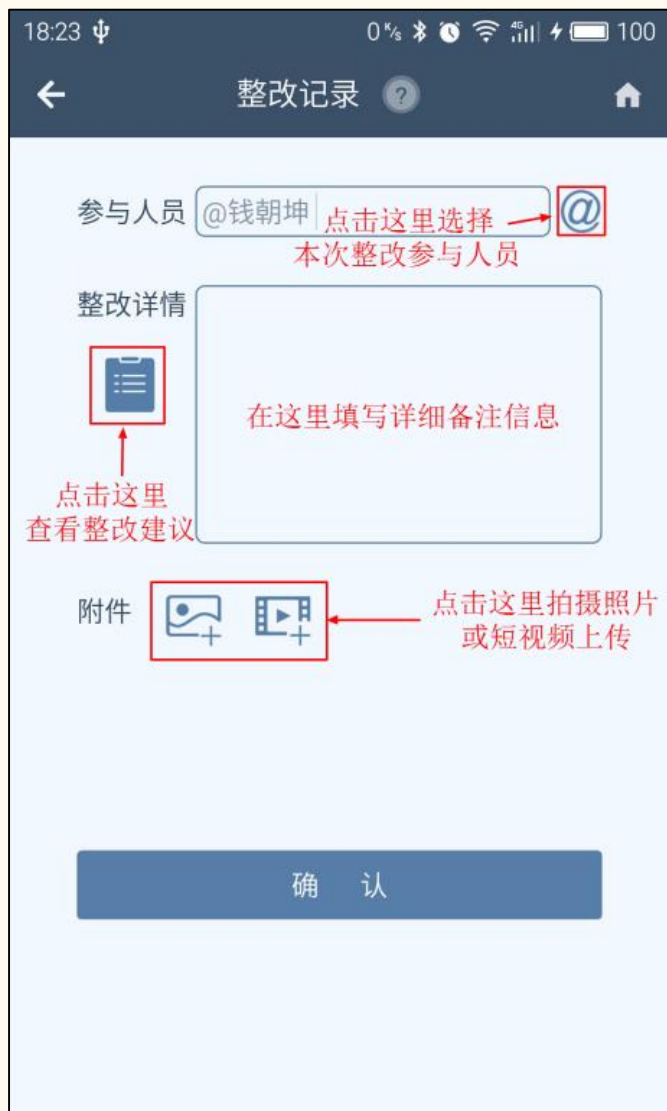 18:23 0 K/s 4G 100
整改记录 ?
参与人员 @钱朝坤 点击这里选择 @
本次整改参与人员
整改详情
在这里填写详细备注信息
点击这里
查看整改建议
附件 点击这里拍摄照片
或短视频上传
确 认